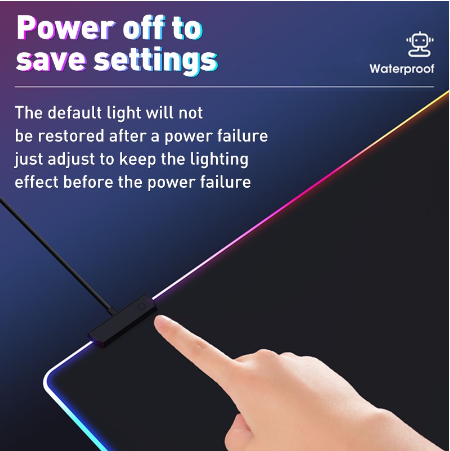 Power off to
save settings
Waterproof
The default light will not
be restored after a power failure
just adjust to keep the lighting
effect before the power failure